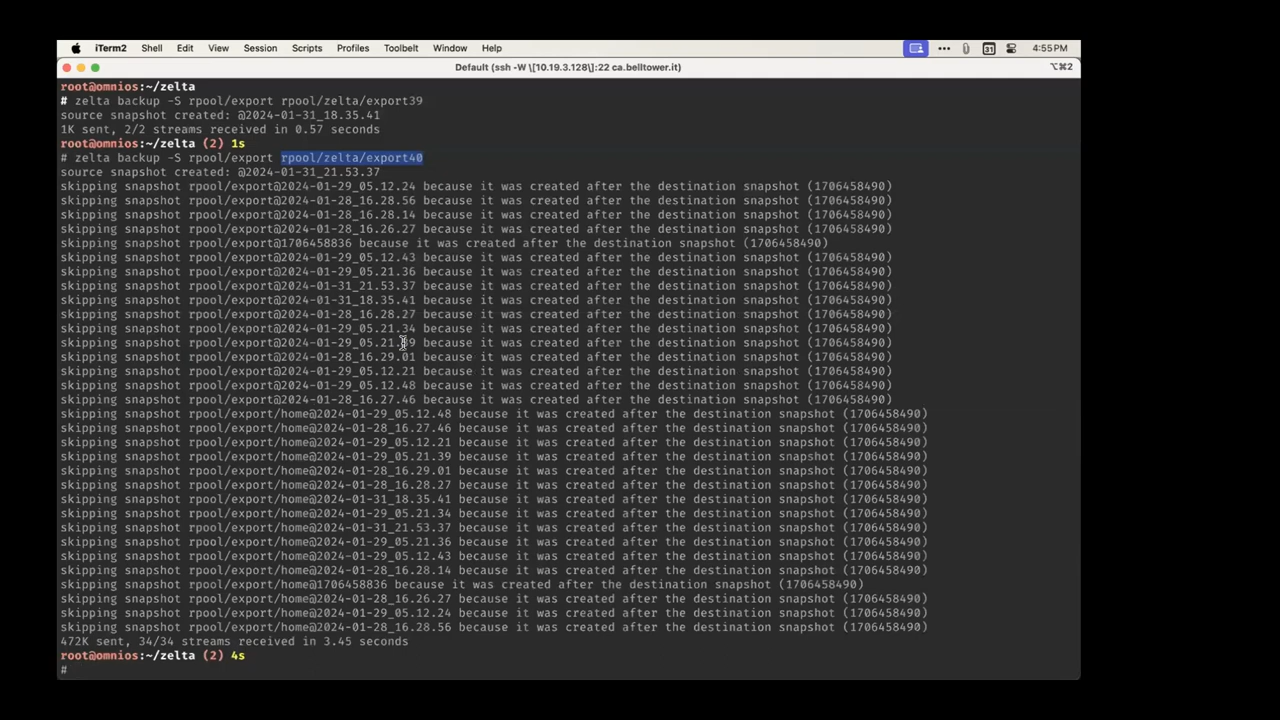 iTerm2 Shell Edit View Session Scripts Profiles Toolbelt Window Help 31 4:55PM
Default (ssh -W \[10.19.3.128\]:22 ca.belltower.it) ⌥⌘2
root@omnios:~/zelta
# zelta backup -S rpool/export rpool/zelta/export39
source snapshot created: @2024-01-31_18.35.41
1K sent, 2/2 streams received in 0.57 seconds
root@omnios:~/zelta (2) 1s
# zelta backup -S rpool/export rpool/zelta/export40
source snapshot created: @2024-01-31_21.53.37
skipping snapshot rpool/export@2024-01-29_05.12.24 because it was created after the destination snapshot (1706458490)
skipping snapshot rpool/export@2024-01-28_16.28.56 because it was created after the destination snapshot (1706458490)
skipping snapshot rpool/export@2024-01-28_16.28.14 because it was created after the destination snapshot (1706458490)
skipping snapshot rpool/export@2024-01-28_16.26.27 because it was created after the destination snapshot (1706458490)
skipping snapshot rpool/export@1706458836 because it was created after the destination snapshot (1706458490)
skipping snapshot rpool/export@2024-01-29_05.12.43 because it was created after the destination snapshot (1706458490)
skipping snapshot rpool/export@2024-01-29_05.21.36 because it was created after the destination snapshot (1706458490)
skipping snapshot rpool/export@2024-01-31_21.53.37 because it was created after the destination snapshot (1706458490)
skipping snapshot rpool/export@2024-01-31_18.35.41 because it was created after the destination snapshot (1706458490)
skipping snapshot rpool/export@2024-01-28_16.28.27 because it was created after the destination snapshot (1706458490)
skipping snapshot rpool/export@2024-01-29_05.21.34 because it was created after the destination snapshot (1706458490)
skipping snapshot rpool/export@2024-01-29_05.21.39 because it was created after the destination snapshot (1706458490)
skipping snapshot rpool/export@2024-01-28_16.29.01 because it was created after the destination snapshot (1706458490)
skipping snapshot rpool/export@2024-01-29_05.12.21 because it was created after the destination snapshot (1706458490)
skipping snapshot rpool/export@2024-01-29_05.12.48 because it was created after the destination snapshot (1706458490)
skipping snapshot rpool/export@2024-01-28_16.27.46 because it was created after the destination snapshot (1706458490)
skipping snapshot rpool/export/home@2024-01-29_05.12.48 because it was created after the destination snapshot (1706458490)
skipping snapshot rpool/export/home@2024-01-28_16.27.46 because it was created after the destination snapshot (1706458490)
skipping snapshot rpool/export/home@2024-01-29_05.12.21 because it was created after the destination snapshot (1706458490)
skipping snapshot rpool/export/home@2024-01-29_05.21.39 because it was created after the destination snapshot (1706458490)
skipping snapshot rpool/export/home@2024-01-28_16.29.01 because it was created after the destination snapshot (1706458490)
skipping snapshot rpool/export/home@2024-01-28_16.28.27 because it was created after the destination snapshot (1706458490)
skipping snapshot rpool/export/home@2024-01-31_18.35.41 because it was created after the destination snapshot (1706458490)
skipping snapshot rpool/export/home@2024-01-29_05.21.34 because it was created after the destination snapshot (1706458490)
skipping snapshot rpool/export/home@2024-01-31_21.53.37 because it was created after the destination snapshot (1706458490)
skipping snapshot rpool/export/home@2024-01-29_05.21.36 because it was created after the destination snapshot (1706458490)
skipping snapshot rpool/export/home@2024-01-29_05.12.43 because it was created after the destination snapshot (1706458490)
skipping snapshot rpool/export/home@2024-01-28_16.28.14 because it was created after the destination snapshot (1706458490)
skipping snapshot rpool/export/home@1706458836 because it was created after the destination snapshot (1706458490)
skipping snapshot rpool/export/home@2024-01-28_16.26.27 because it was created after the destination snapshot (1706458490)
skipping snapshot rpool/export/home@2024-01-29_05.12.24 because it was created after the destination snapshot (1706458490)
skipping snapshot rpool/export/home@2024-01-28_16.28.56 because it was created after the destination snapshot (1706458490)
472K sent, 34/34 streams received in 3.45 seconds
root@omnios:~/zelta (2) 4s
#